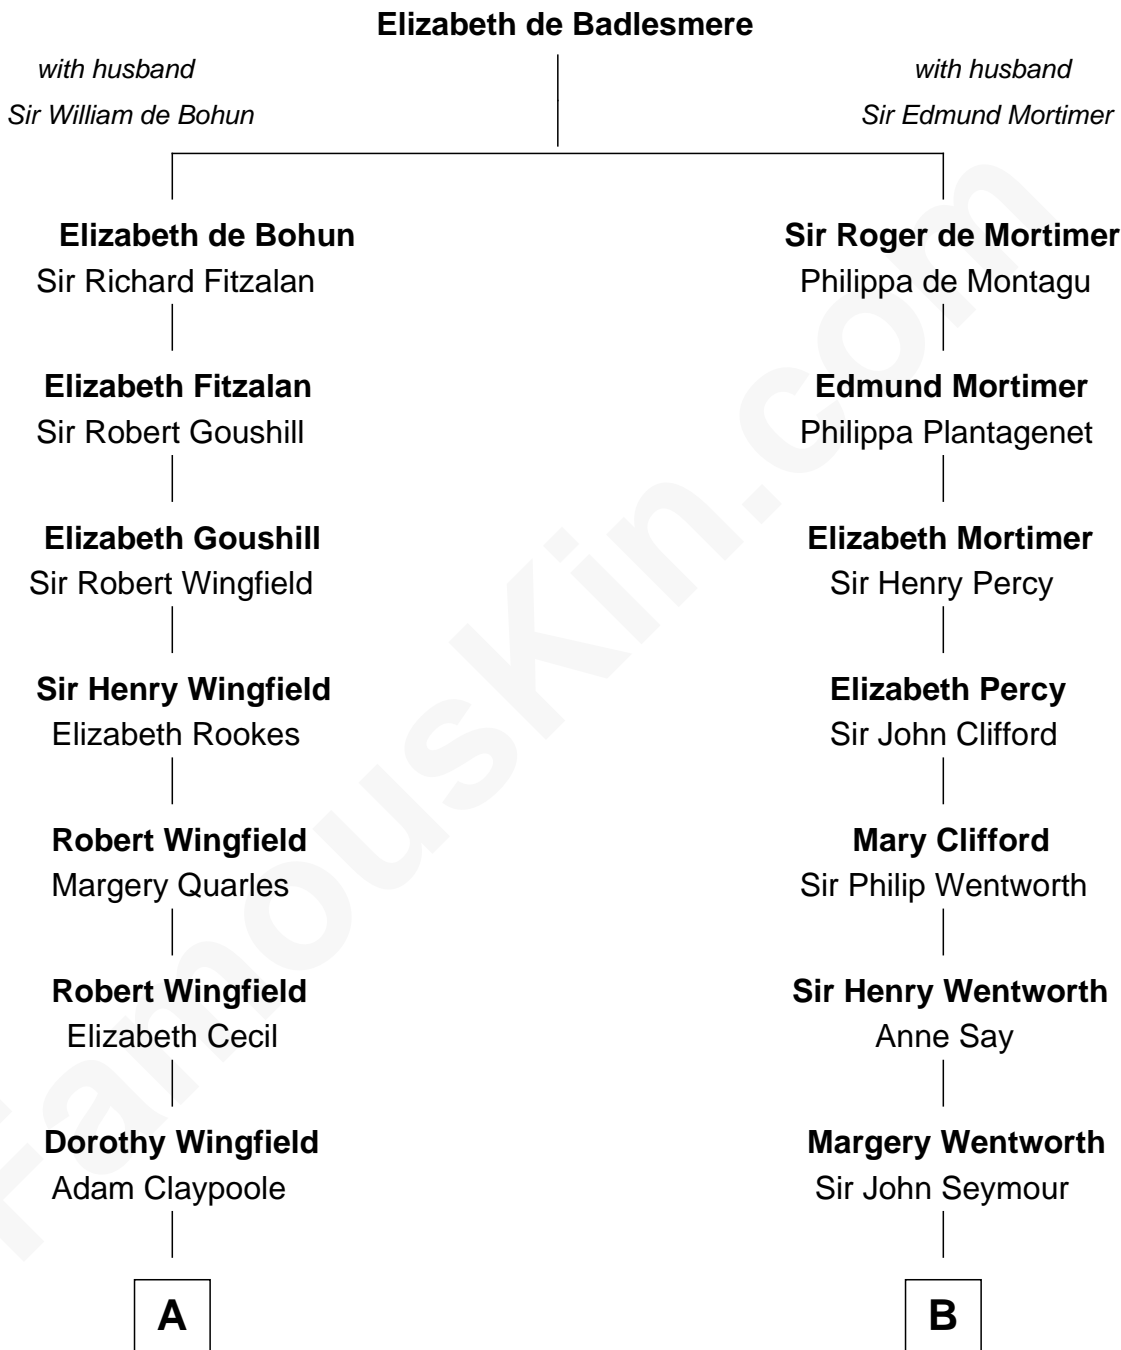 Elizabeth de Badlesmere
with husband
Sir William de Bohun
with husband
Sir Edmund Mortimer
Elizabeth de Bohun
Sir Richard Fitzalan
Sir Roger de Mortimer
Philippa de Montagu
Elizabeth Fitzalan
Sir Robert Goushill
Edmund Mortimer
Philippa Plantagenet
Elizabeth Goushill
Sir Robert Wingfield
Elizabeth Mortimer
Sir Henry Percy
Sir Henry Wingfield
Elizabeth Rookes
Elizabeth Percy
Sir John Clifford
Robert Wingfield
Margery Quarles
Mary Clifford
Sir Philip Wentworth
Robert Wingfield
Elizabeth Cecil
Sir Henry Wentworth
Anne Say
Dorothy Wingfield
Adam Claypoole
Margery Wentworth
Sir John Seymour
A
B
FamousKin.com